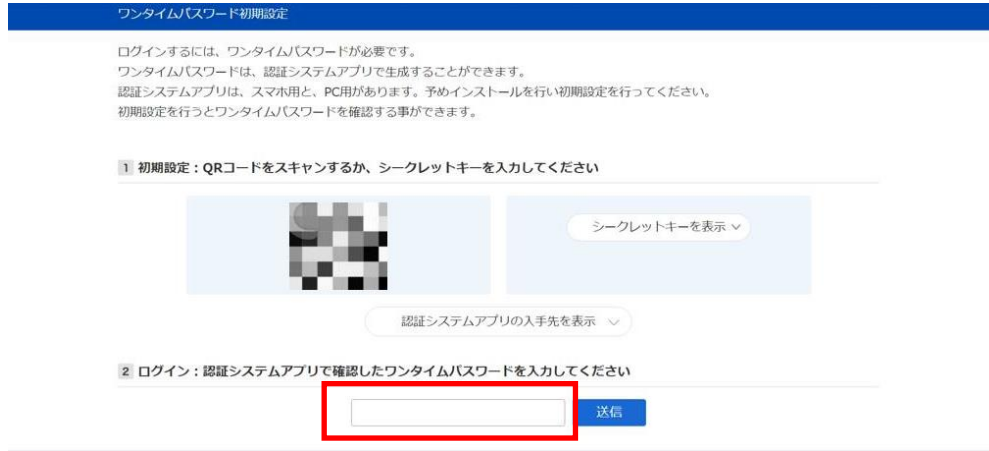 ワンタイムパスワード初期設定
ログインするには、ワンタイムパスワードが必要です。
ワンタイムパスワードは、認証システムアプリで生成することができます。
認証システムアプリは、スマホ用と、PC用があります。予めインストールを行い初期設定を行ってください。
初期設定を行うとワンタイムパスワードを確認する事ができます。
1 初期設定：QRコードをスキャンするか、シークレットキーを入力してください
シークレットキーを表示
認証システムアプリの入手先を表示
2 ログイン：認証システムアプリで確認したワンタイムパスワードを入力してください
送信